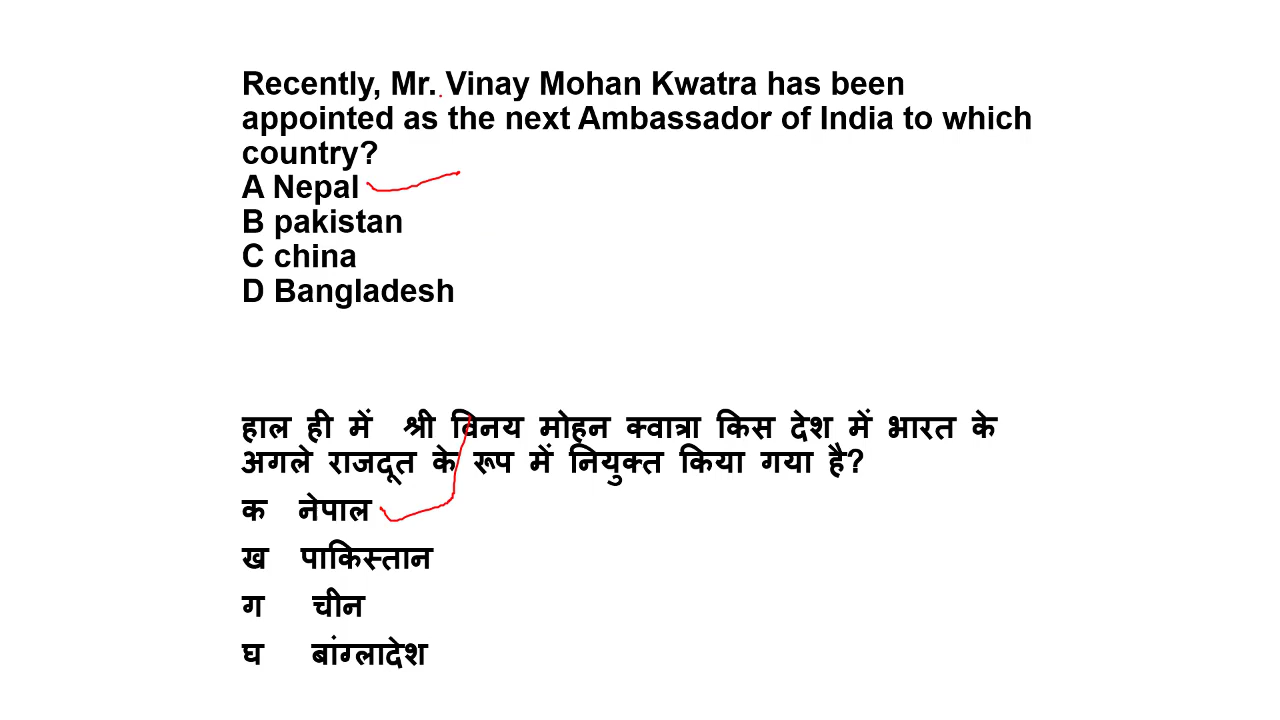 Recently, Mr. Vinay Mohan Kwatra has been
appointed as the next Ambassador of India to which
country?
A Nepal
B pakistan
C china
D Bangladesh
हाल ही में श्री विनय मोहन क्वात्रा किस देश में भारत के
अगले राजदूत के रूप में नियुक्त किया गया है?
क नेपाल
ख पाकिस्तान
ग चीन
घ बांग्लादेश